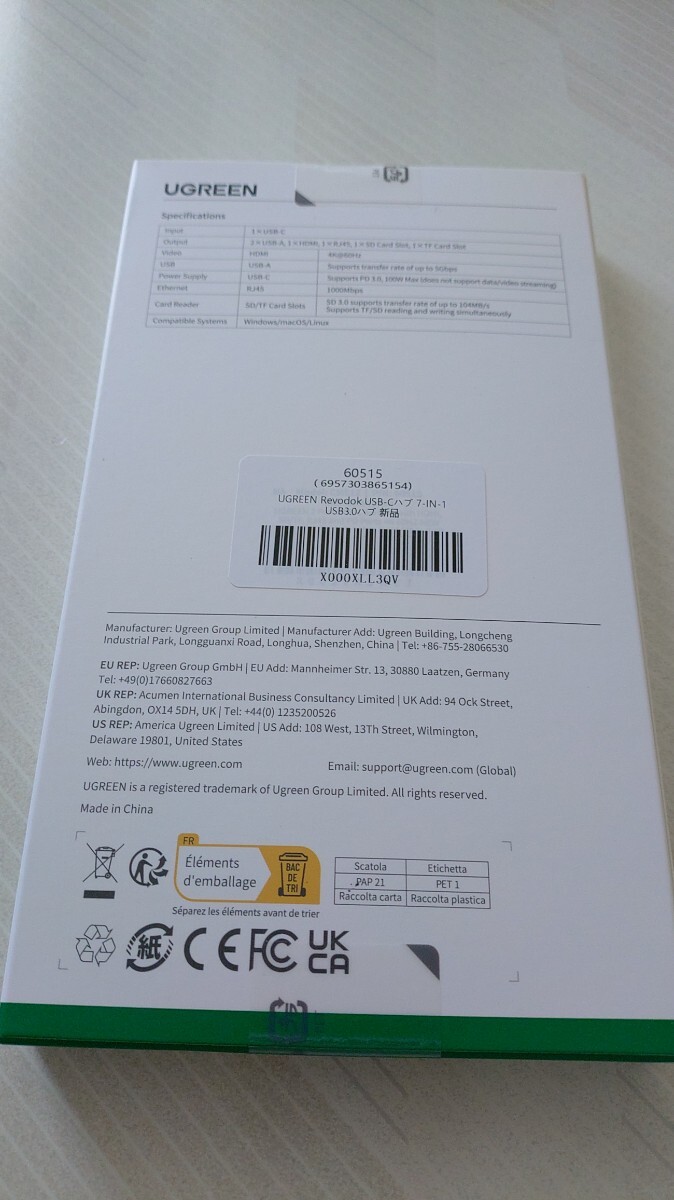 UGREEN
Specifications
Input 1 × USB-C
Output 2 × USB-A, 1 × HDMI, 1 × RJ45, 1 × SD Card Slot, 1 × TF Card Slot
Video HDMI 4K@60Hz
USB USB-A Supports transfer rate of up to 5Gbps
Power Supply USB-C Supports PD 3.0, 100W Max (does not support data/video streaming)
Ethernet RJ45 1000Mbps
Card Reader SD/TF Card Slots SD 3.0 supports transfer rate of up to 104MB/s
Supports TF/SD reading and writing simultaneously
Compatible Systems Windows/macOS/Linux
60515
(6957303865154)
UGREEN Revodok USB-Cハブ 7-IN-1
USB3.0ハブ 新品
X000XLL3QV
Manufacturer: Ugreen Group Limited | Manufacturer Add: Ugreen Building, Longcheng
Industrial Park, Longguanxi Road, Longhua, Shenzhen, China | Tel: +86-755-28066530
EU REP: Ugreen Group GmbH | EU Add: Mannheimer Str. 13, 30880 Laatzen, Germany
Tel: +49(0)17660827663
UK REP: Acumen International Business Consultancy Limited | UK Add: 94 Ock Street,
Abingdon, OX14 5DH, UK | Tel: +44(0) 1235200526
US REP: America Ugreen Limited | US Add: 108 West, 13Th Street, Wilmington,
Delaware 19801, United States
Web: https://www.ugreen.com Email: support@ugreen.com (Global)
UGREEN is a registered trademark of Ugreen Group Limited. All rights reserved.
Made in China
FR
Éléments
d'emballage
BAC
DE
TRI
Séparez les éléments avant de trier
Scatola Etichetta
PAP 21 PET 1
Raccolta carta Raccolta plastica
紙 CE FC UK
CA